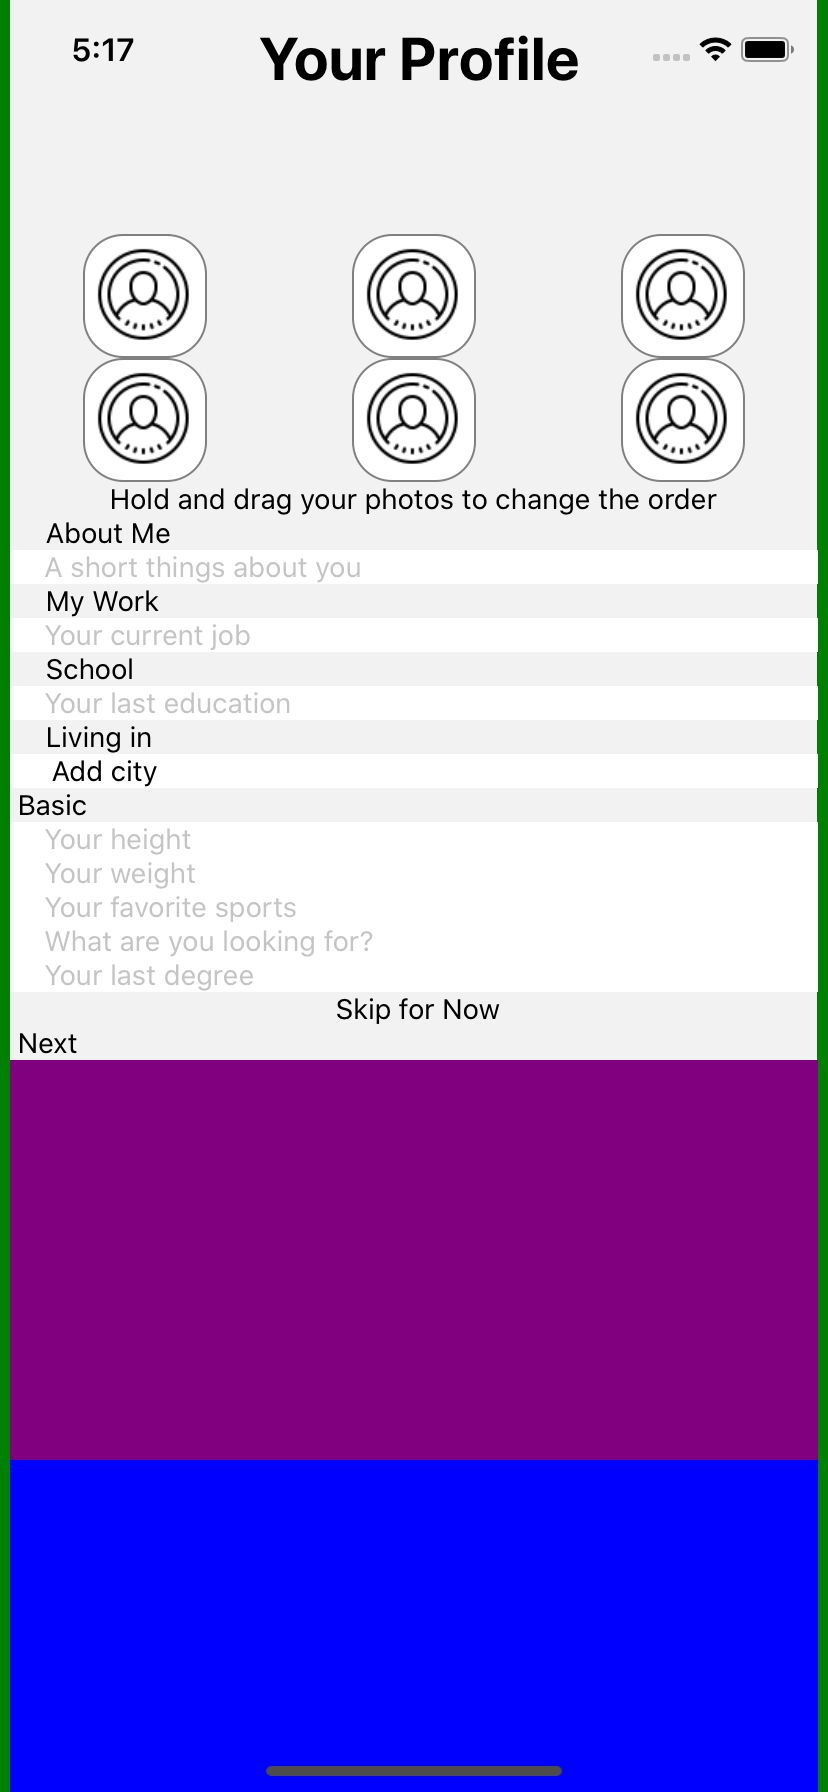 5:17
Your Profile
Hold and drag your photos to change the order
About Me
A short things about you
My Work
Your current job
School
Your last education
Living in
Add city
Basic
Your height
Your weight
Your favorite sports
What are you looking for?
Your last degree
Skip for Now
Next